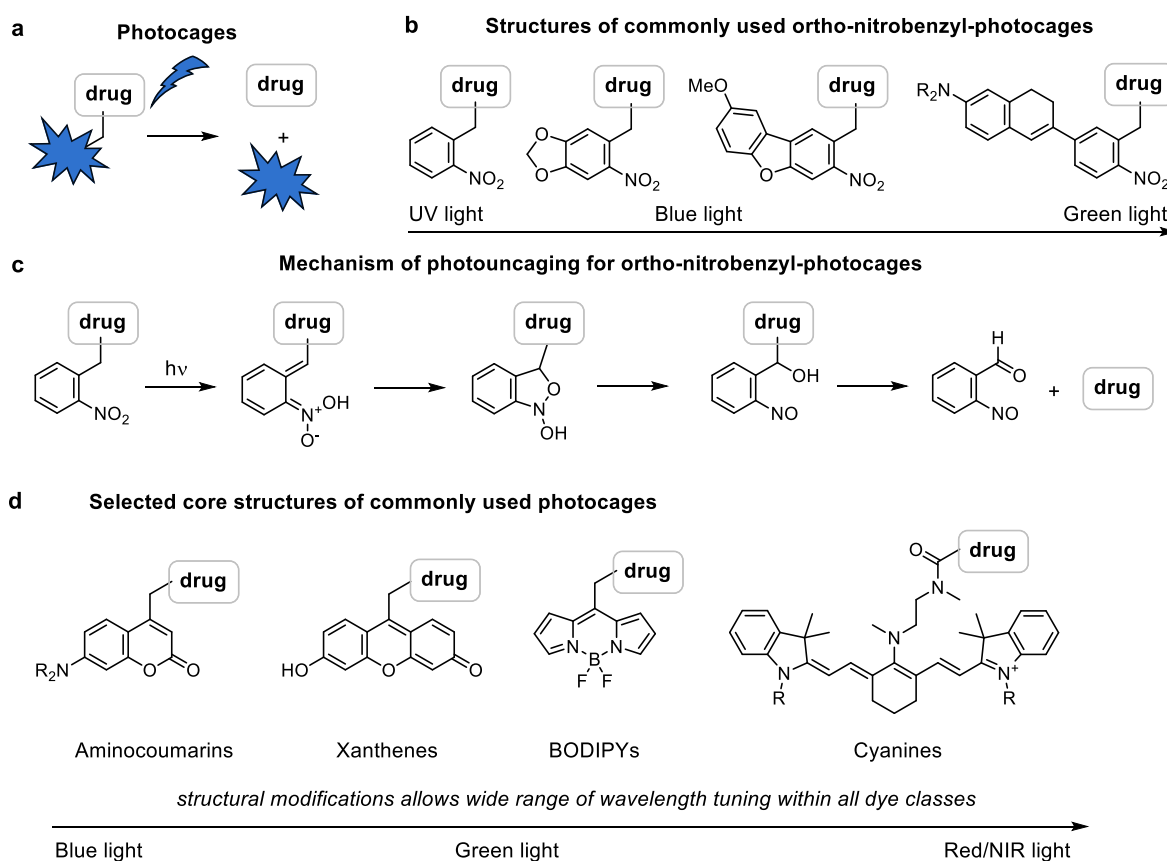 a
Photocages
drug
drug
+
b
Structures of commonly used ortho-nitrobenzyl-photocages
drug
NO2
O
O
drug
NO2
MeO
O
drug
NO2
R2N
drug
NO2
UV light
Blue light
Green light
c
Mechanism of photouncaging for ortho-nitrobenzyl-photocages
drug
NO2
hν
drug
N+
OH
O-
drug
O
N
OH
drug
OH
NO
H
O
NO
+
drug
d
Selected core structures of commonly used photocages
drug
R2N
O
O
drug
HO
O
O
drug
N
N
B
F
F
O
drug
N
N
N
R
N+
R
Aminocoumarins
Xanthenes
BODIPYs
Cyanines
structural modifications allows wide range of wavelength tuning within all dye classes
Blue light
Green light
Red/NIR light